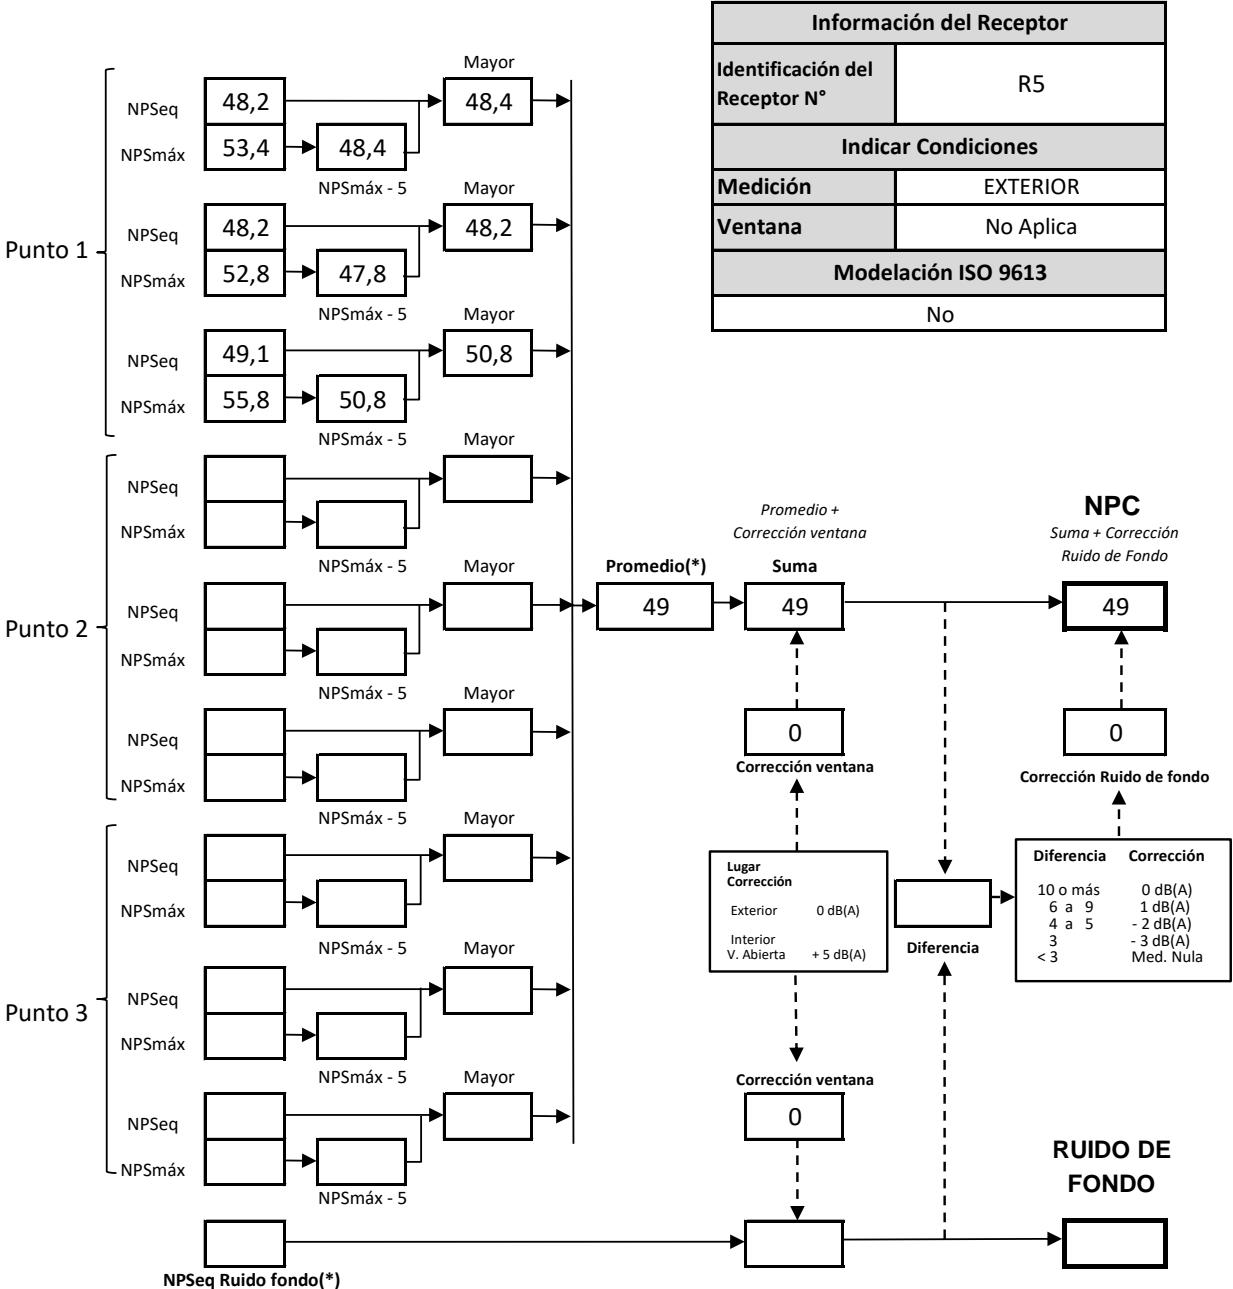 Información del Receptor
Identificación del Receptor N°
R5
Indicar Condiciones
Medición
EXTERIOR
Ventana
No Aplica
Modelación ISO 9613
No
Punto 1
Mayor
NPSeq
48,2
48,4
NPSmáx
53,4
48,4
NPSmáx - 5
Mayor
NPSeq
48,2
48,2
NPSmáx
52,8
47,8
NPSmáx - 5
Mayor
NPSeq
49,1
50,8
NPSmáx
55,8
50,8
NPSmáx - 5
Punto 2
Mayor
NPSeq
NPSmáx
NPSmáx - 5
Mayor
NPSeq
NPSmáx
NPSmáx - 5
Mayor
NPSeq
NPSmáx
NPSmáx - 5
Punto 3
Mayor
NPSeq
NPSmáx
NPSmáx - 5
Mayor
NPSeq
NPSmáx
NPSmáx - 5
Mayor
NPSeq
NPSmáx
NPSmáx - 5
NPSeq Ruido fondo(*)
Promedio(*)
49
Promedio +
Corrección ventana
Suma
49
0
Corrección ventana
Lugar
Corrección
Exterior 0 dB(A)
Interior
V. Abierta + 5 dB(A)
Corrección ventana
0
NPC
Suma + Corrección
Ruido de Fondo
49
0
Corrección Ruido de fondo
Diferencia Corrección
10 o más 0 dB(A)
6 a 9 1 dB(A)
4 a 5 - 2 dB(A)
3 - 3 dB(A)
< 3 Med. Nula
Diferencia
RUIDO DE
FONDO